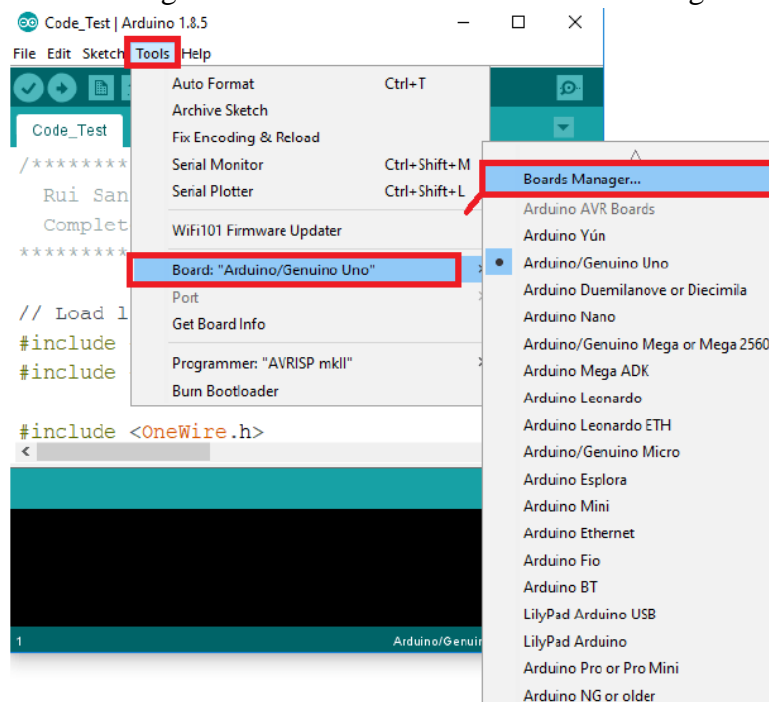 Code_Test | Arduino 1.8.5
File Edit Sketch Tools Help
Auto Format Ctrl+T
Archive Sketch
Fix Encoding & Reload
Serial Monitor Ctrl+Shift+M
Serial Plotter Ctrl+Shift+L
WiFi101 Firmware Updater
Board: "Arduino/Genuino Uno"
Port
Get Board Info
Programmer: "AVRISP mkII"
Burn Bootloader
Code_Test
/********
Rui San
Complet
*********
// Load l
#include
#include
#include <OneWire.h>
1 Arduino/Genuin
Boards Manager...
Arduino AVR Boards
Arduino Yún
Arduino/Genuino Uno
Arduino Duemilanove or Diecimila
Arduino Nano
Arduino/Genuino Mega or Mega 2560
Arduino Mega ADK
Arduino Leonardo
Arduino Leonardo ETH
Arduino/Genuino Micro
Arduino Esplora
Arduino Mini
Arduino Ethernet
Arduino Fio
Arduino BT
LilyPad Arduino USB
LilyPad Arduino
Arduino Pro or Pro Mini
Arduino NG or older